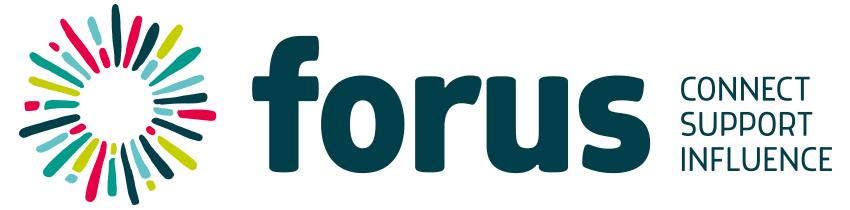 forus
CONNECT
SUPPORT
INFLUENCE